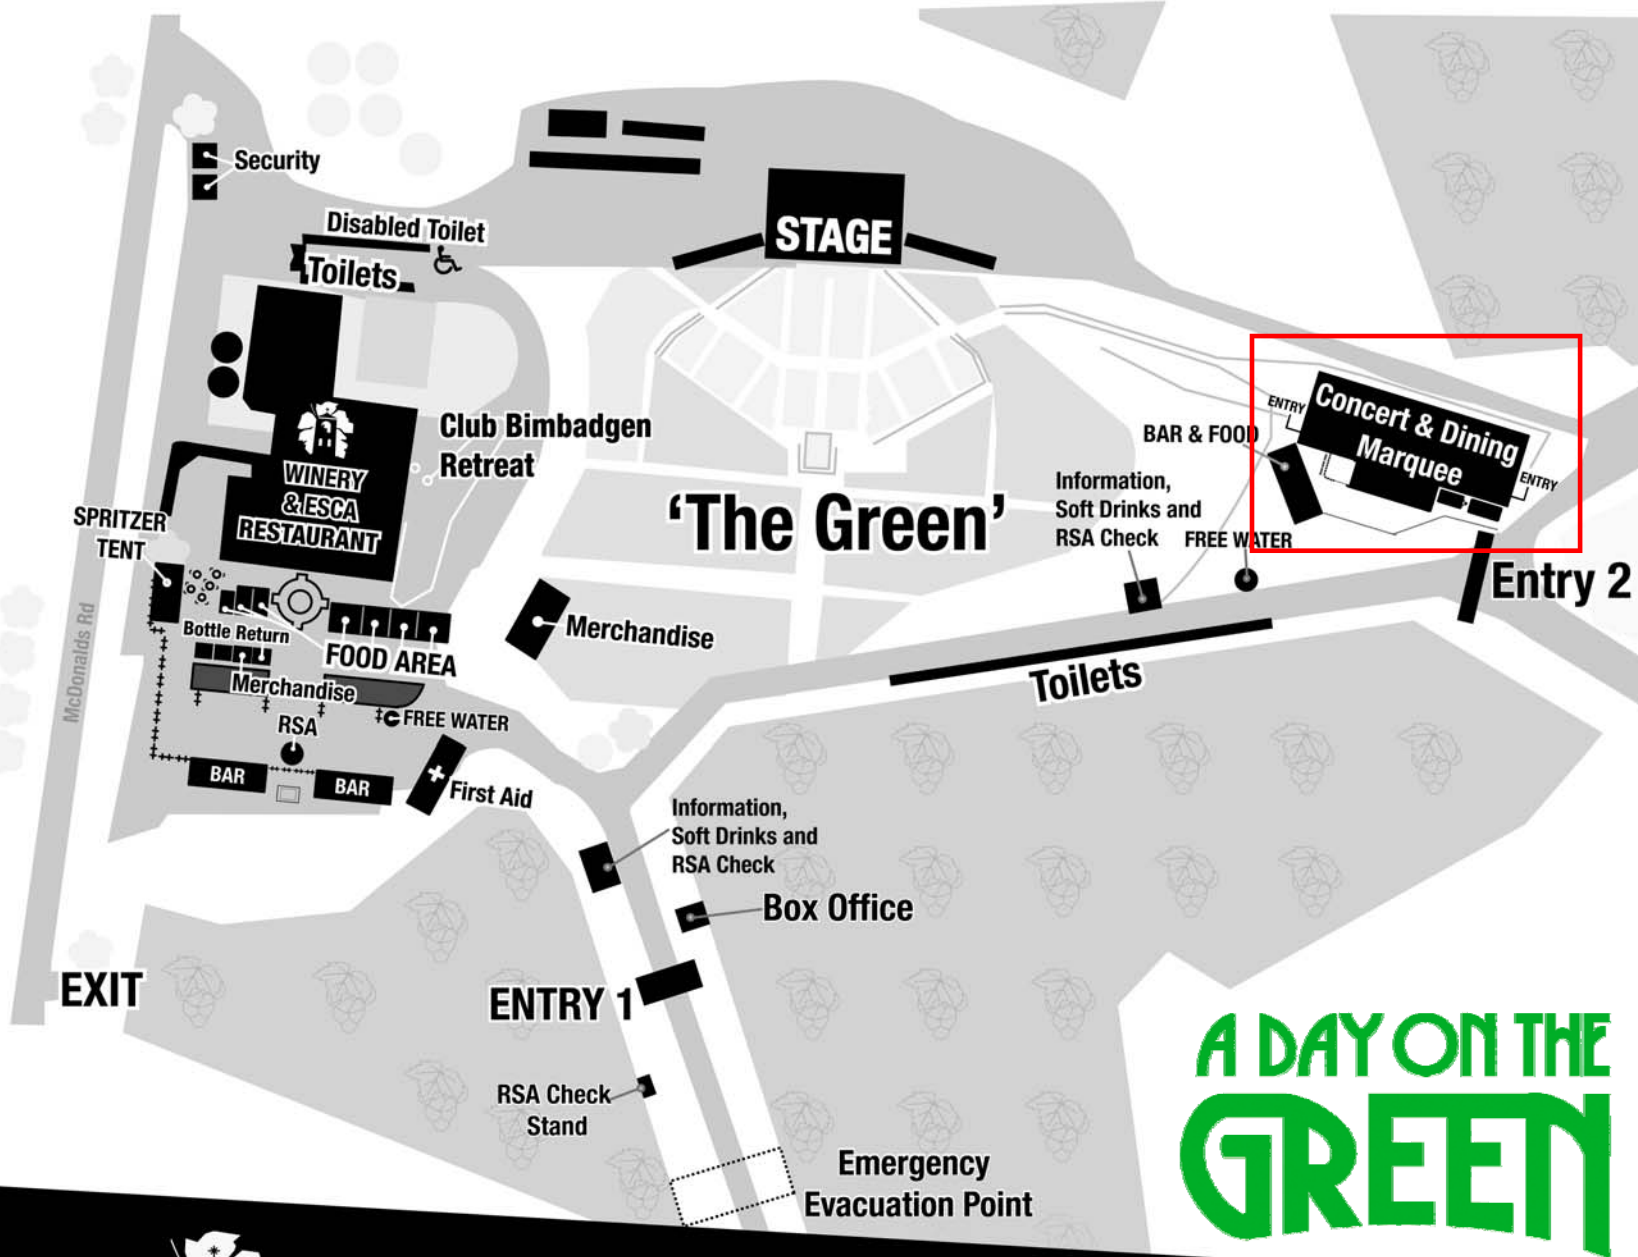 Security
Disabled Toilet
Toilets
STAGE
WINERY
& ESCA
RESTAURANT
Club Bimbadgen
Retreat
'The Green'
ENTRY
Concert & Dining
Marquee
ENTRY
BAR & FOOD
Information,
Soft Drinks and
RSA Check
FREE WATER
Entry 2
SPRITZER
TENT
McDonalds Rd
Bottle Return
FOOD AREA
Merchandise
Merchandise
Toilets
RSA
FREE WATER
BAR
BAR
First Aid
Information,
Soft Drinks and
RSA Check
Box Office
EXIT
ENTRY 1
RSA Check
Stand
Emergency
Evacuation Point
A DAY ON THE
GREEN